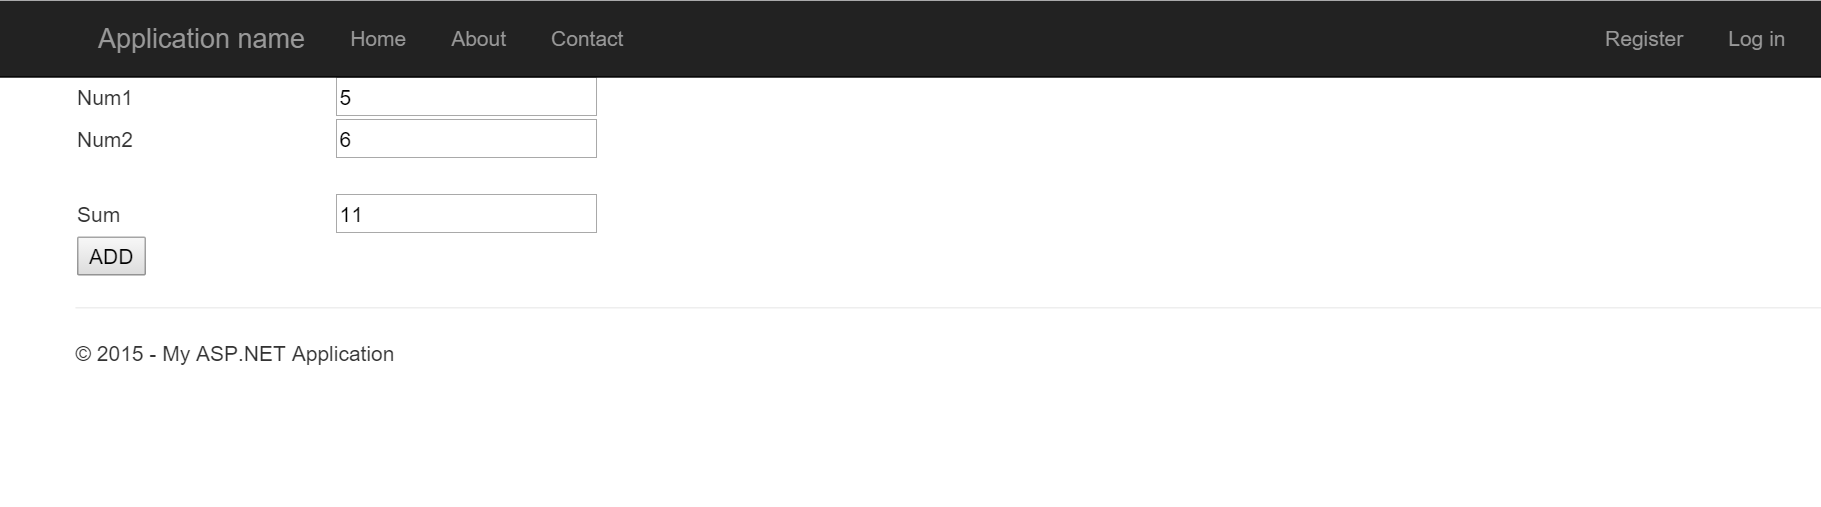 Application name Home About Contact Register Log in
Num1 5
Num2 6
Sum 11
ADD
© 2015 - My ASP.NET Application